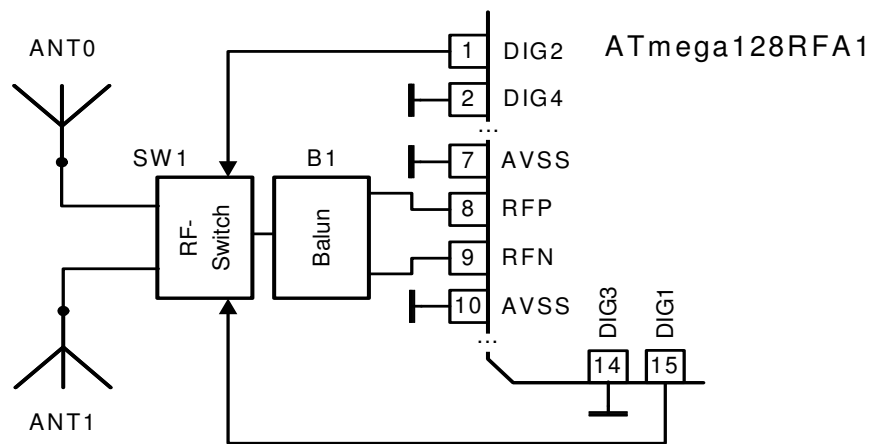 ANT0
1 DIG2 ATmega128RFA1
2 DIG4
...
SW1 B1 7 AVSS
RF-
Switch
Balun
8 RFP
9 RFN
10 AVSS
...
DIG3 DIG1
14 15
ANT1